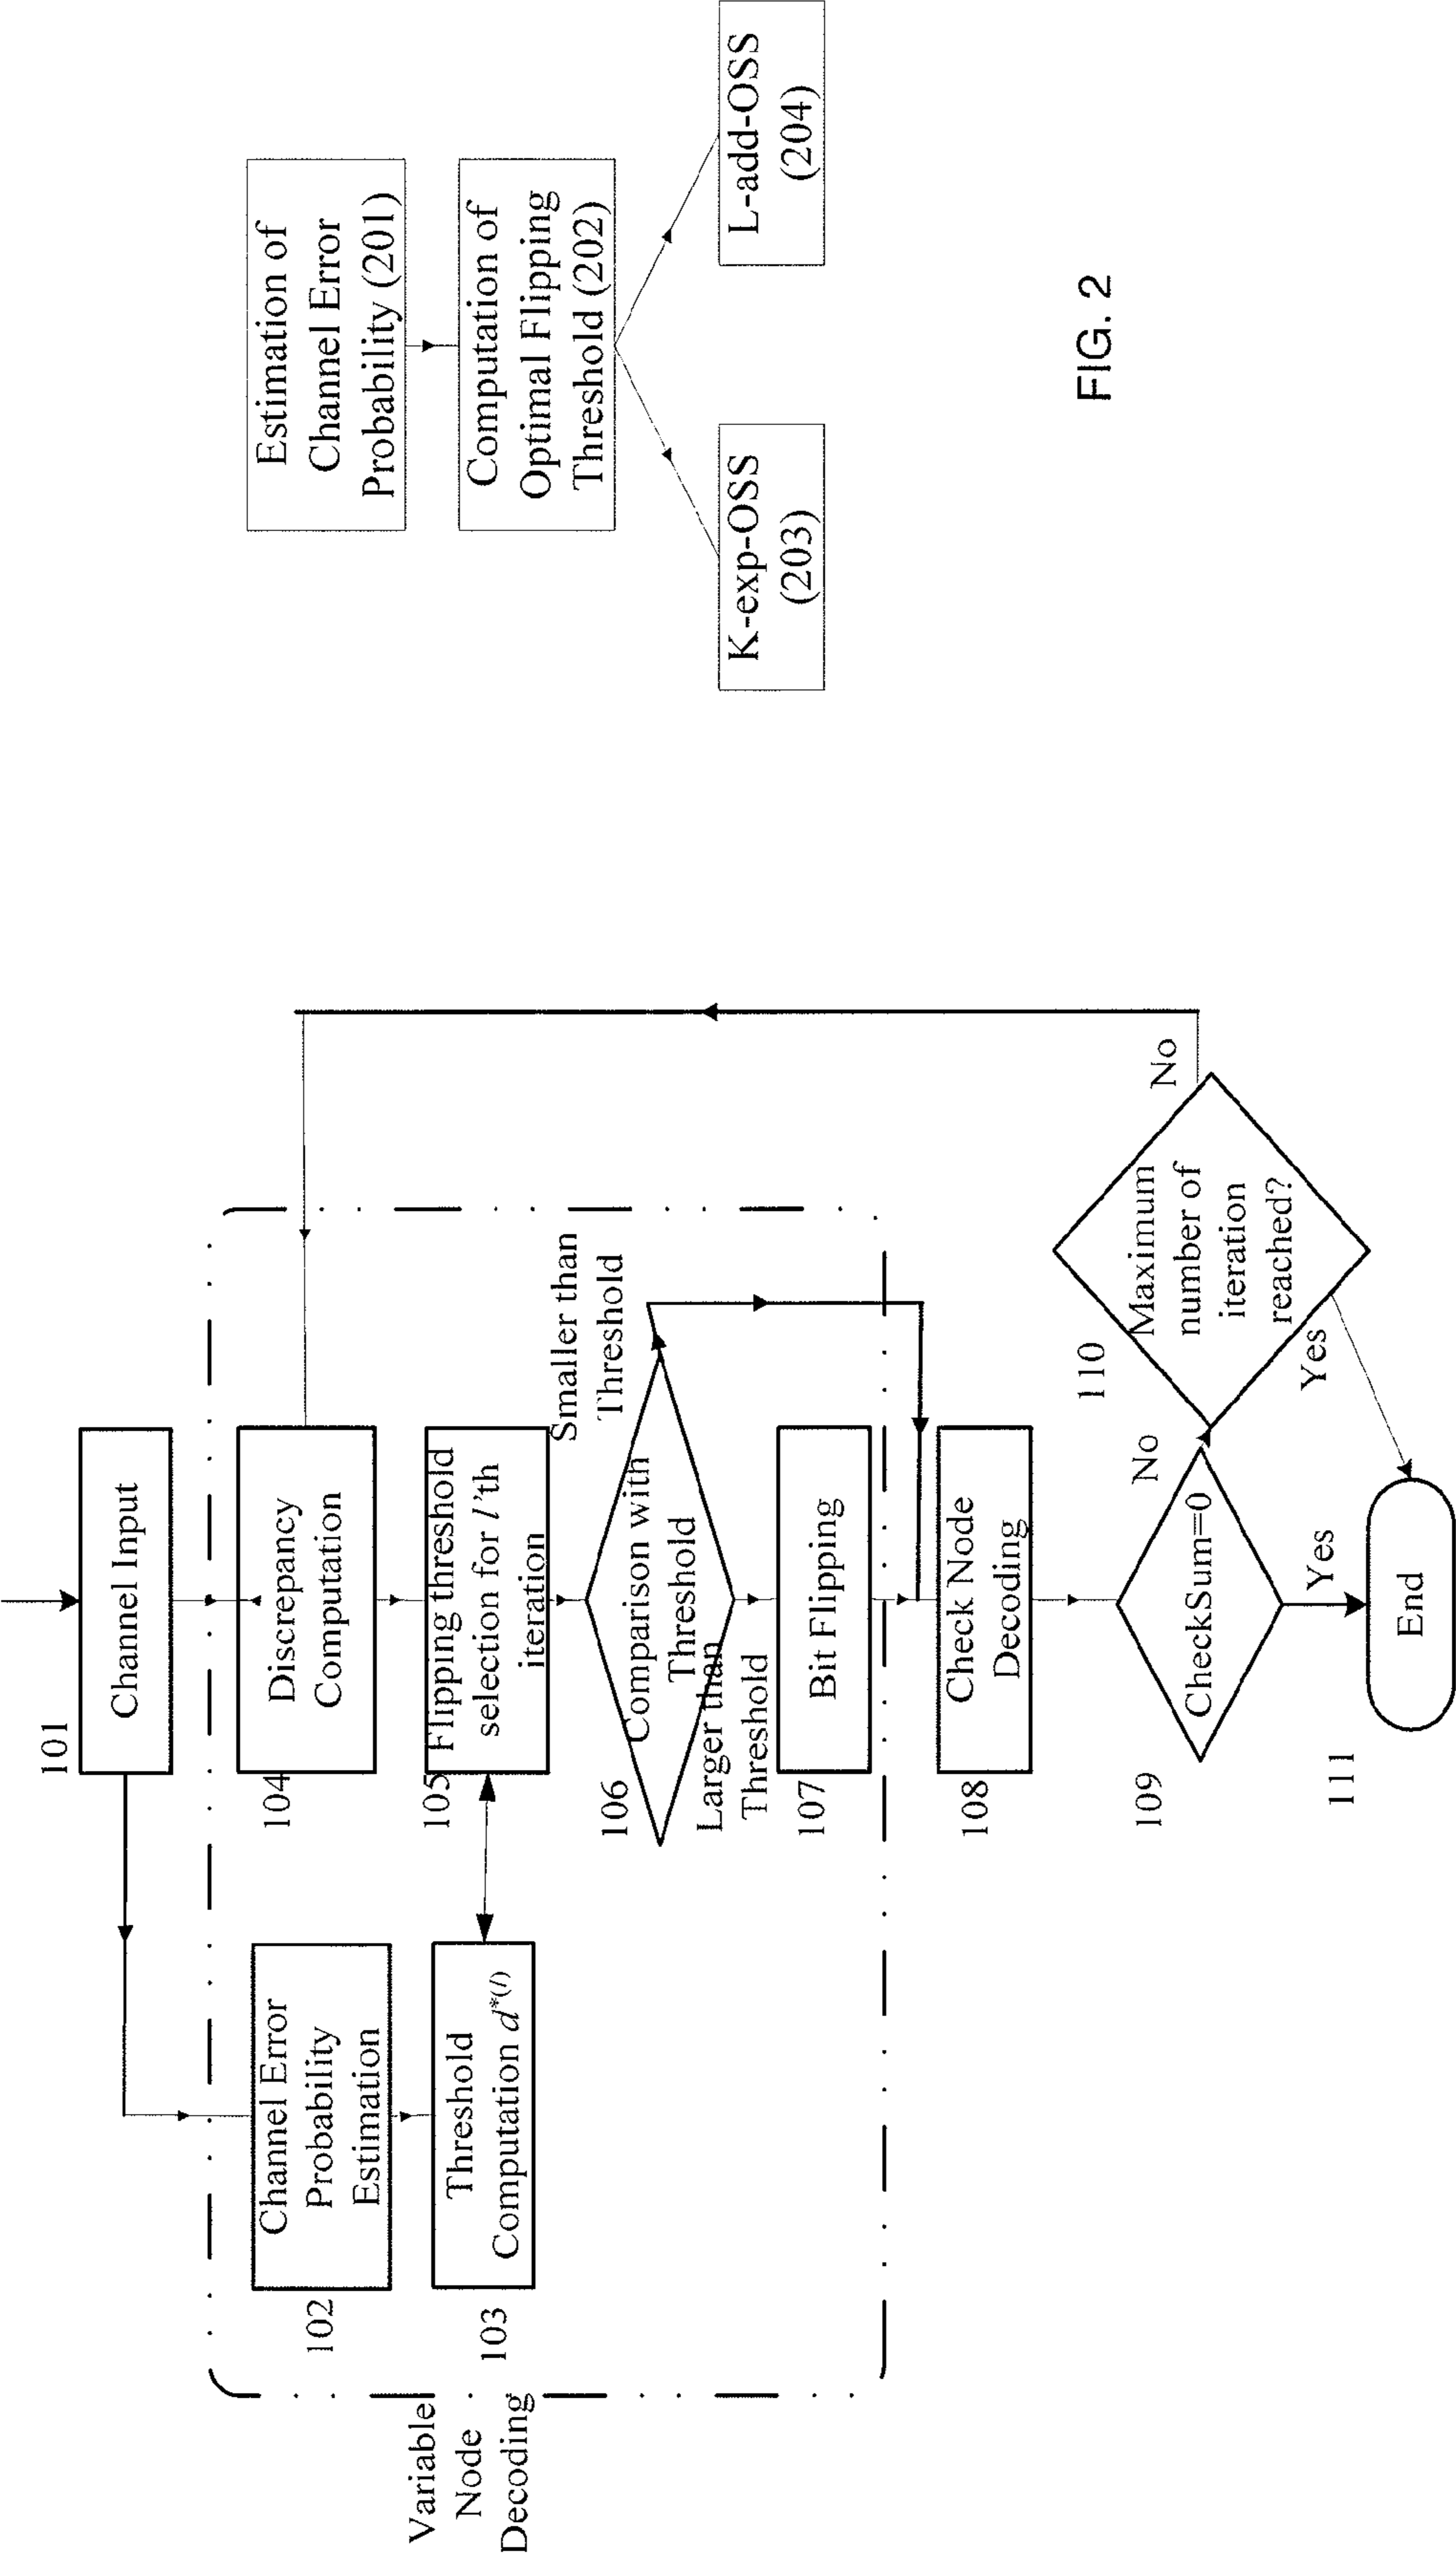 Variable
Node
Decoding
101
Channel Input
102
Channel Error
Probability
Estimation
103
Threshold
Computation d*(l)
104
Discrepancy
Computation
105
Flipping threshold
selection for l'th
iteration
106
Comparison with
Threshold
Smaller than
Threshold
Larger than
Threshold
107
Bit Flipping
108
Check Node
Decoding
109
CheckSum=0
No
Yes
110
Maximum
number of
iteration
reached?
No
Yes
111
End
Estimation of
Channel Error
Probability (201)
Computation of
Optimal Flipping
Threshold (202)
K-exp-OSS
(203)
L-add-OSS
(204)
FIG. 2